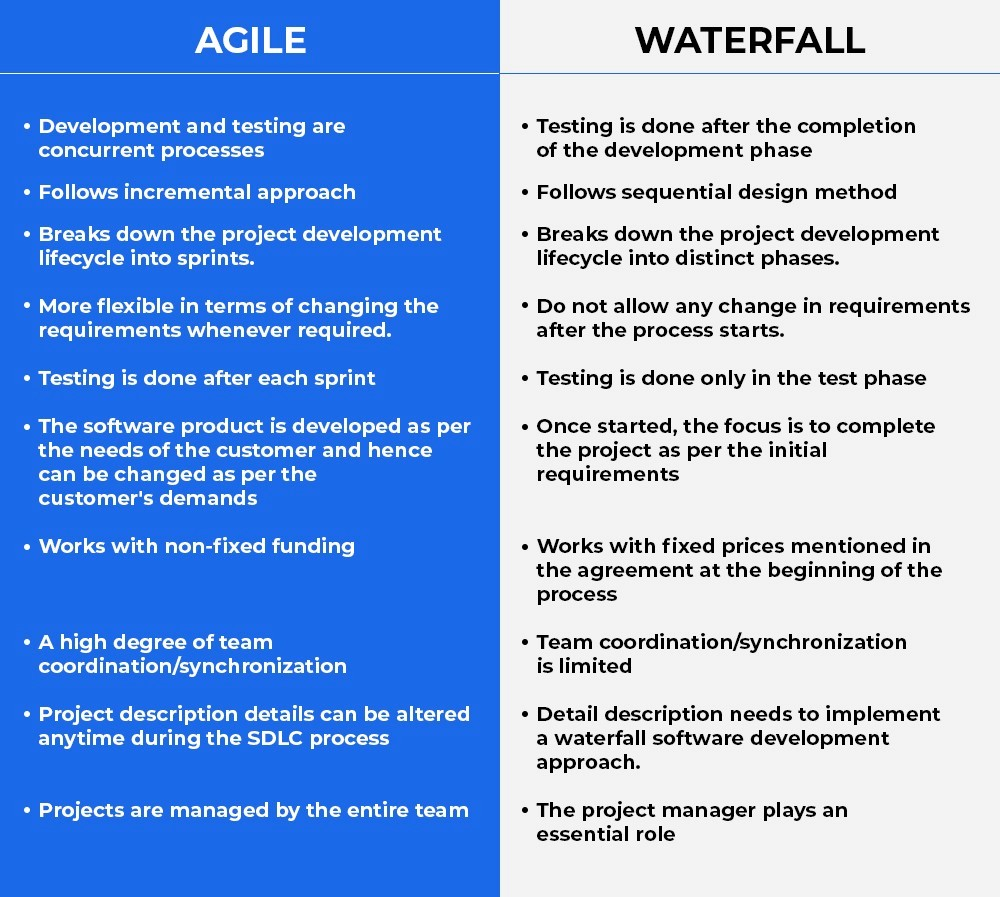 AGILE
• Development and testing are
concurrent processes
• Follows incremental approach
• Breaks down the project development
lifecycle into sprints.
• More flexible in terms of changing the
requirements whenever required.
• Testing is done after each sprint
• The software product is developed as per
the needs of the customer and hence
can be changed as per the
customer's demands
• Works with non-fixed funding
• A high degree of team
coordination/synchronization
• Project description details can be altered
anytime during the SDLC process
• Projects are managed by the entire team
WATERFALL
• Testing is done after the completion
of the development phase
• Follows sequential design method
• Breaks down the project development
lifecycle into distinct phases.
• Do not allow any change in requirements
after the process starts.
• Testing is done only in the test phase
• Once started, the focus is to complete
the project as per the initial
requirements
• Works with fixed prices mentioned in
the agreement at the beginning of the
process
• Team coordination/synchronization
is limited
• Detail description needs to implement
a waterfall software development
approach.
• The project manager plays an
essential role